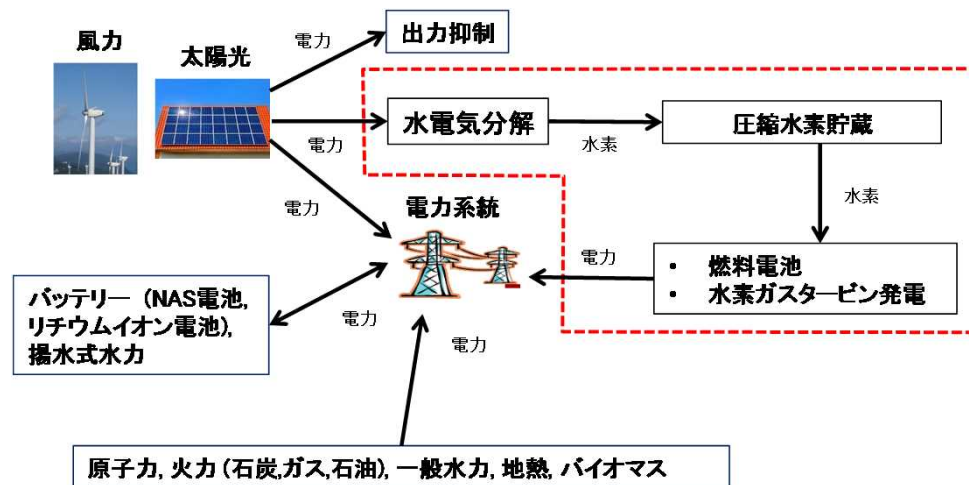 風力
太陽光
電力
出力抑制
電力
水電気分解
水素
圧縮水素貯蔵
水素
電力
電力系統
電力
・ 燃料電池
・ 水素ガスタービン発電
バッテリー (NAS電池,
リチウムイオン電池),
揚水式水力
電力
電力
原子力, 火力 (石炭,ガス,石油), 一般水力, 地熱, バイオマス